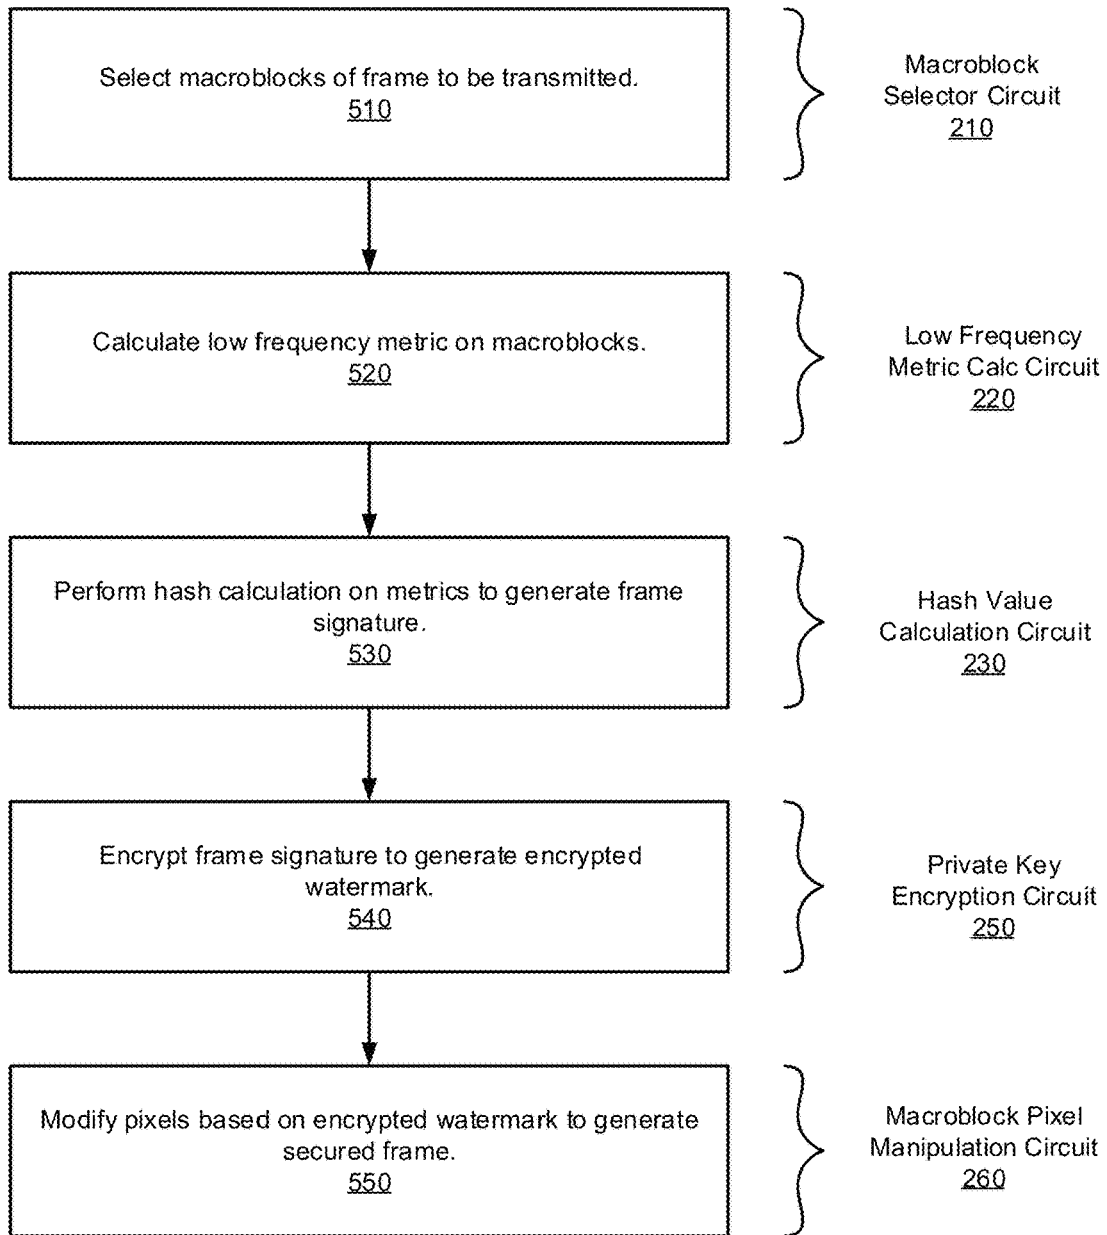 Select macroblocks of frame to be transmitted.
510
Macroblock
Selector Circuit
210
Calculate low frequency metric on macroblocks.
520
Low Frequency
Metric Calc Circuit
220
Perform hash calculation on metrics to generate frame
signature.
530
Hash Value
Calculation Circuit
230
Encrypt frame signature to generate encrypted
watermark.
540
Private Key
Encryption Circuit
250
Modify pixels based on encrypted watermark to generate
secured frame.
550
Macroblock Pixel
Manipulation Circuit
260